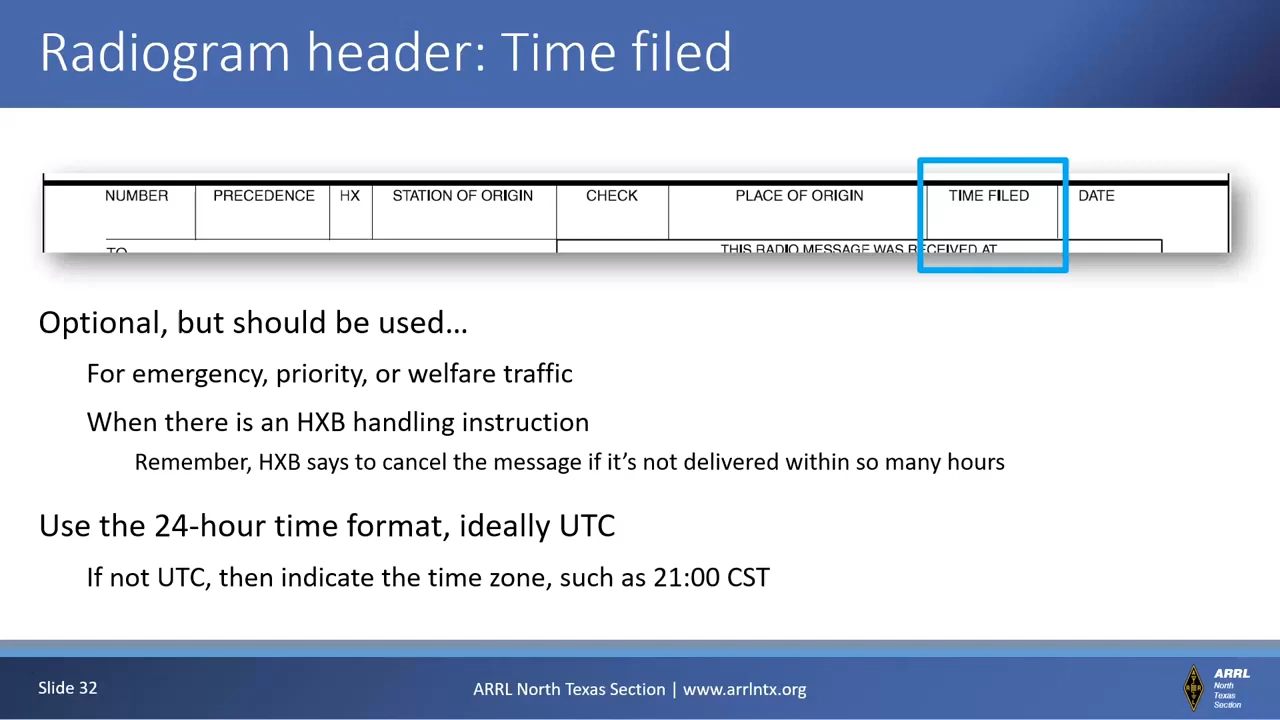 Radiogram header: Time filed
NUMBER PRECEDENCE HX STATION OF ORIGIN CHECK PLACE OF ORIGIN TIME FILED DATE
TO THIS RADIO MESSAGE WAS RECEIVED AT
Optional, but should be used...
For emergency, priority, or welfare traffic
When there is an HXB handling instruction
Remember, HXB says to cancel the message if it’s not delivered within so many hours
Use the 24-hour time format, ideally UTC
If not UTC, then indicate the time zone, such as 21:00 CST
Slide 32
ARRL North Texas Section | www.arrlntx.org
ARRL
North
Texas
Section